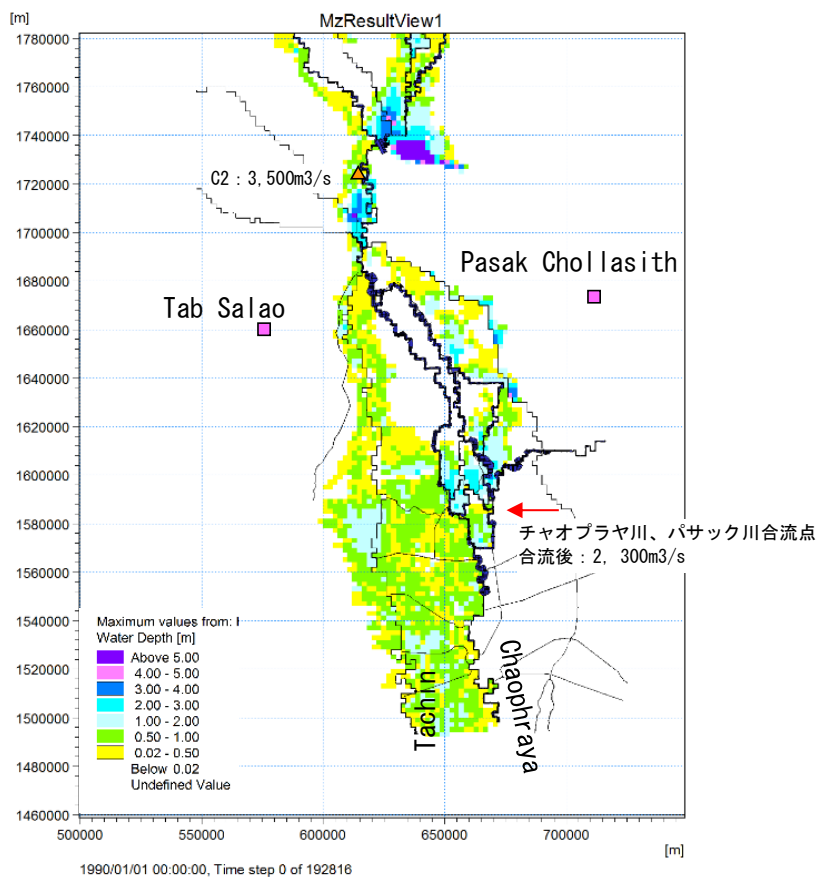 [m]
MzResultView1
1780000
1760000
1740000
1720000
1700000
1680000
1660000
1640000
1620000
1600000
1580000
1560000
1540000
1520000
1500000
1480000
1460000
C2：3,500m3/s
Pasak Chollasith
Tab Salao
チャオプラヤ川、パサック川合流点
合流後：2, 300m3/s
Maximum values from: I
Water Depth [m]
Above 5.00
4.00 - 5.00
3.00 - 4.00
2.00 - 3.00
1.00 - 2.00
0.50 - 1.00
0.02 - 0.50
Below 0.02
Undefined Value
Tachin
Chaophraya
500000 550000 600000 650000 700000
[m]
1990/01/01 00:00:00, Time step 0 of 192816